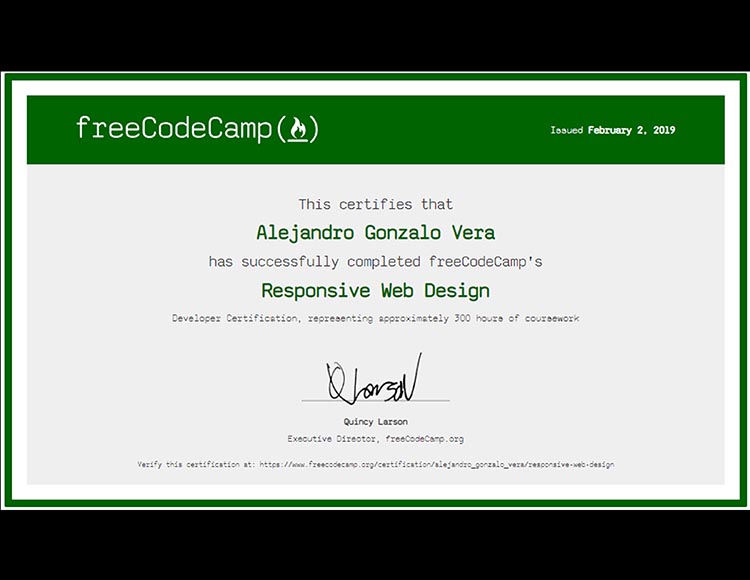 freeCodeCamp(🔥)
Issued February 2, 2019
This certifies that
Alejandro Gonzalo Vera
has successfully completed freeCodeCamp's
Responsive Web Design
Developer Certification, representing approximately 300 hours of coursework
Q Larson
Quincy Larson
Executive Director, freeCodeCamp.org
Verify this certification at: https://www.freecodecamp.org/certification/alejandro_gonzalo_vera/responsive-web-design